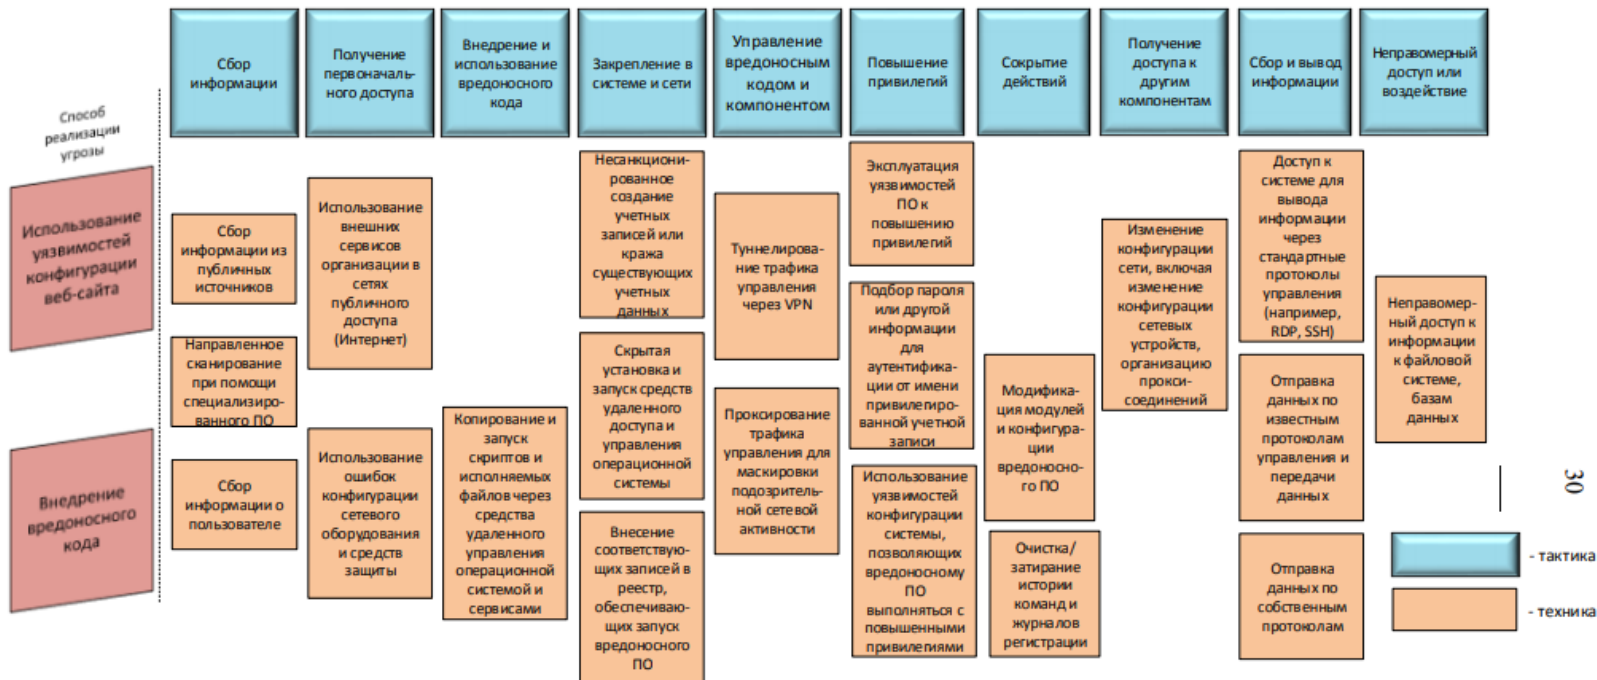 Сбор
информации
Получение
первоначаль-
ного доступа
Внедрение и
использование
вредоносного
кода
Закрепление в
системе и сети
Управление
вредоносным
кодом и
компонентом
Повышение
привилегий
Сокрытие
действий
Получение
доступа к
другим
компонентам
Сбор и вывод
информации
Неправомерный
доступ или
воздействие
Способ
реализации
угрозы
Использование
уязвимостей
конфигурации
веб-сайта
Внедрение
вредоносного
кода
Сбор
информации из
публичных
источников
Направленное
сканирование
при помощи
специализиро-
ванного ПО
Сбор
информации о
пользователе
Использование
внешних
сервисов
организации в
сетях
публичного
доступа
(Интернет)
Использование
ошибок
конфигурации
сетевого
оборудования
и средств
защиты
Копирование и
запуск
скриптов и
исполняемых
файлов через
средства
удаленного
управления
операционной
системой и
сервисами
Несанкциони-
рованное
создание
учетных
записей или
кража
существующих
учетных
данных
Скрытая
установка и
запуск средств
удаленного
доступа и
управления
операционной
системы
Внесение
соответствую-
щих записей в
реестр,
обеспечиваю-
щих запуск
вредоносного
ПО
Туннелирова-
ние трафика
управления
через VPN
Проксирование
трафика
управления для
маскировки
подозритель-
ной сетевой
активности
Эксплуатация
уязвимостей
ПО к
повышению
привилегий
Подбор пароля
или другой
информации
для
аутентифика-
ции от имени
привилегиро-
ванной учетной
записи
Использование
уязвимостей
конфигурации
системы,
позволяющих
вредоносному
ПО
выполняться с
повышенными
привилегиями
Модифика-
ция модулей
и конфигура-
ции
вредоносно-
го ПО
Очистка/
затирание
истории
команд и
журналов
регистрации
Изменение
конфигурации
сети, включая
изменение
конфигурации
сетевых
устройств,
организацию
прокси-
соединений
Доступ к
системе для
вывода
информации
через
стандартные
протоколы
управления
(например,
RDP, SSH)
Отправка
данных по
известным
протоколам
управления и
передачи
данных
Отправка
данных по
собственным
протоколам
Неправомер-
ный доступ к
информации
к файловой
системе,
базам
данных
30
- тактика
- техника